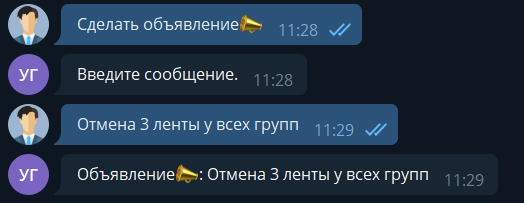 Сделать объявление📣 11:28
УГ Введите сообщение. 11:28
Отмена 3 ленты у всех групп 11:29
УГ Объявление📣: Отмена 3 ленты у всех групп 11:29